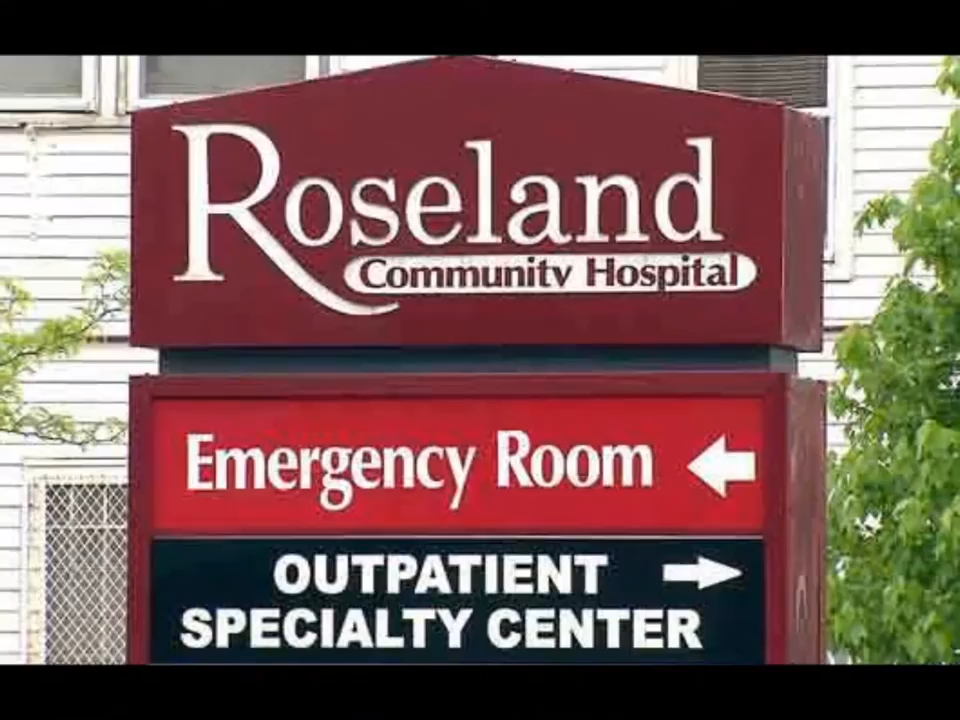 Roseland
Community Hospital
Emergency Room
OUTPATIENT
SPECIALTY CENTER